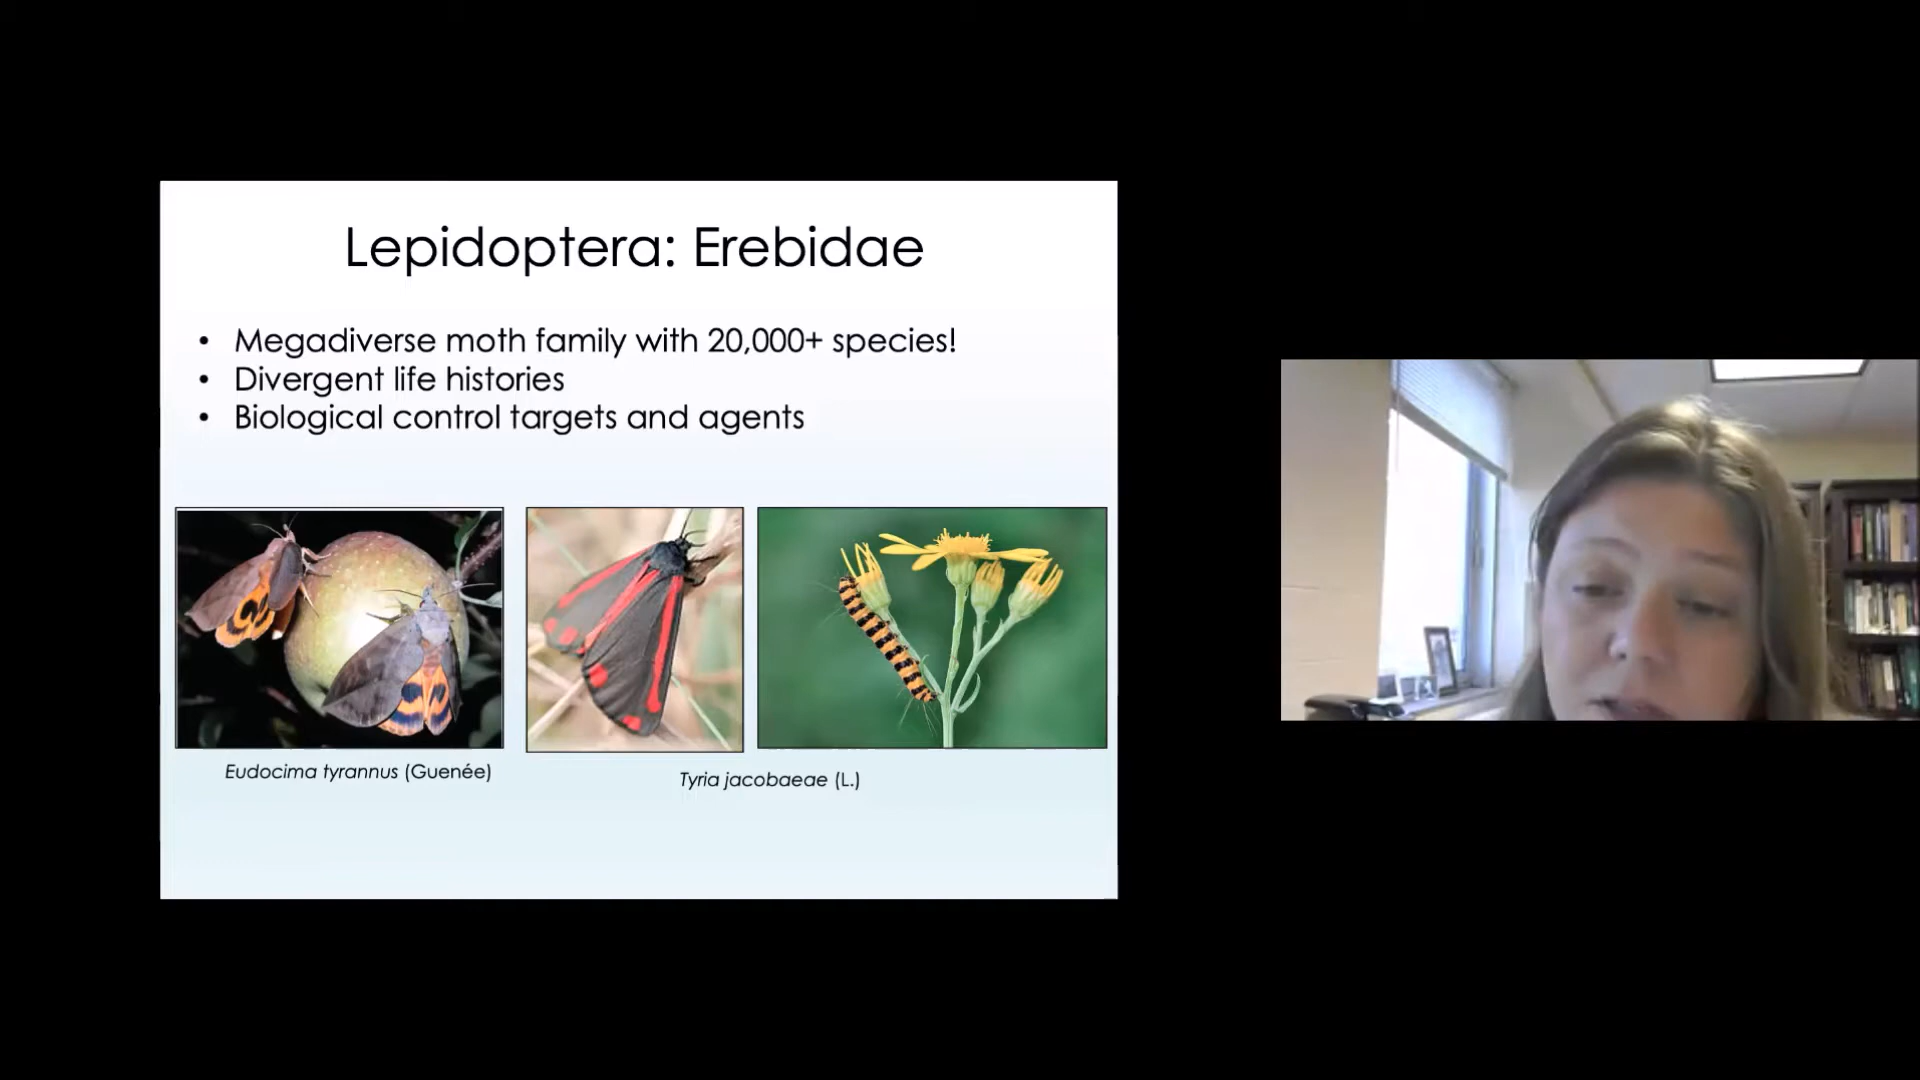 Lepidoptera: Erebidae
• Megadiverse moth family with 20,000+ species!
• Divergent life histories
• Biological control targets and agents
Eudocima tyrannus (Guenée)
Tyria jacobaeae (L.)